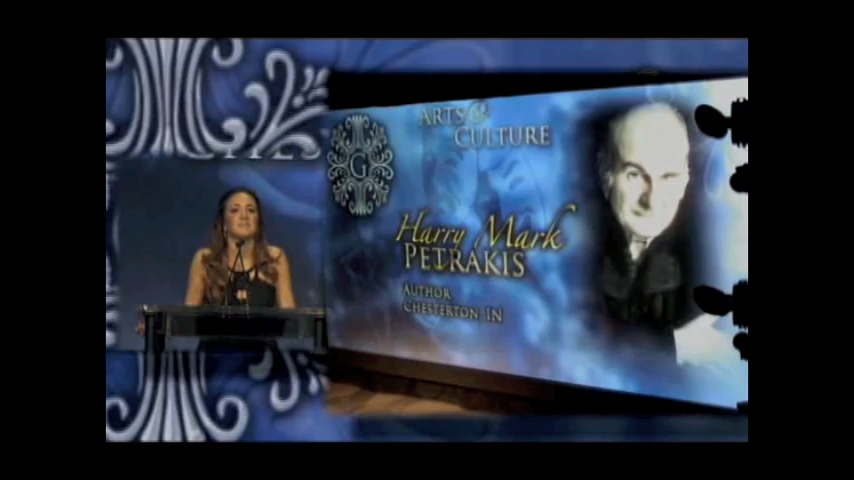 ARTS &
CULTURE
G
Harry Mark
PETRAKIS
AUTHOR
CHESTERTON, IN